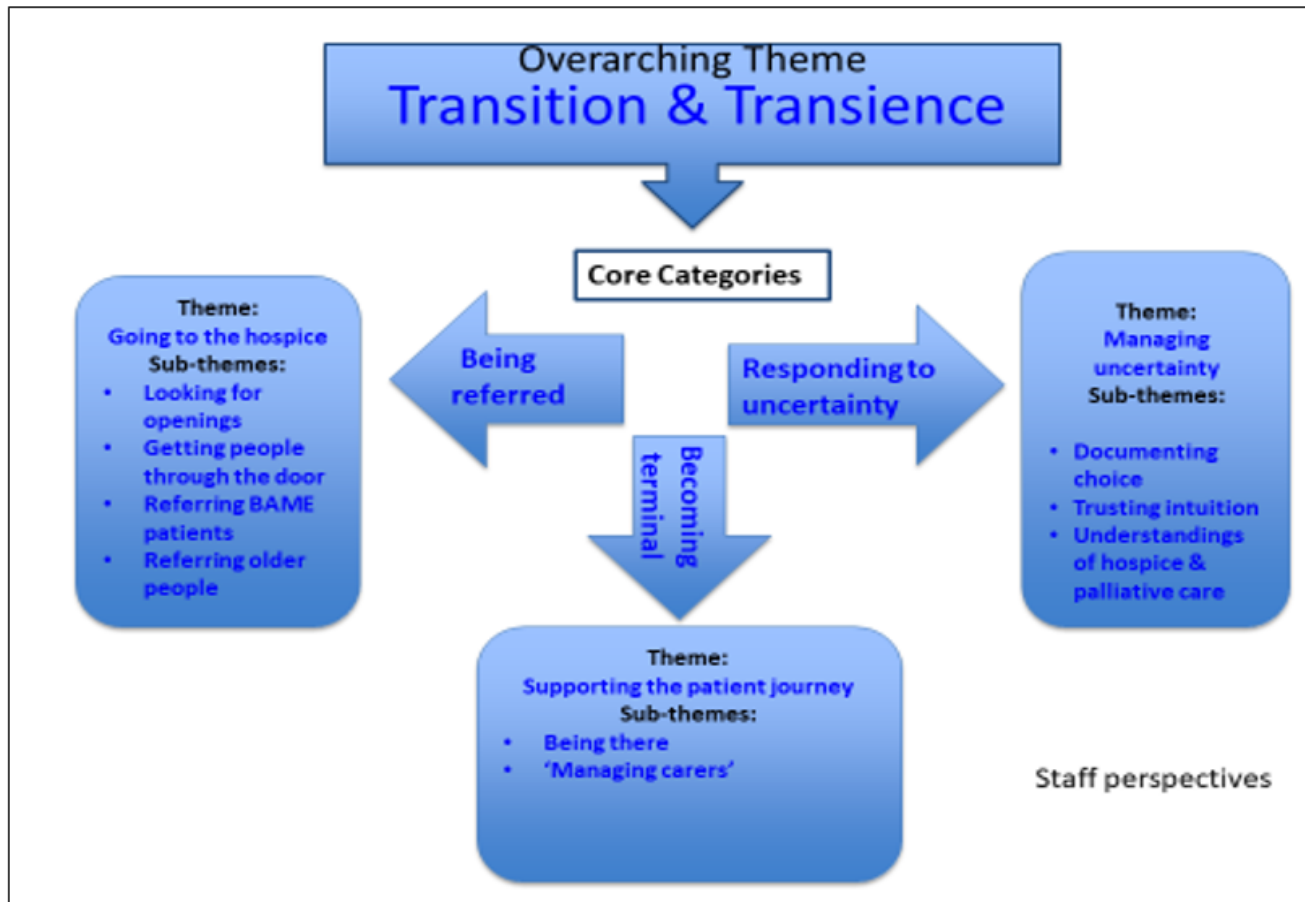 Overarching Theme
Transition & Transience
Core Categories
Being
referred
Responding to
uncertainty
Becoming
terminal
Theme:
Going to the hospice
Sub-themes:
• Looking for
openings
• Getting people
through the door
• Referring BAME
patients
• Referring older
people
Theme:
Managing
uncertainty
Sub-themes:
• Documenting
choice
• Trusting intuition
• Understandings
of hospice &
palliative care
Theme:
Supporting the patient journey
Sub-themes:
• Being there
• ‘Managing carers’
Staff perspectives